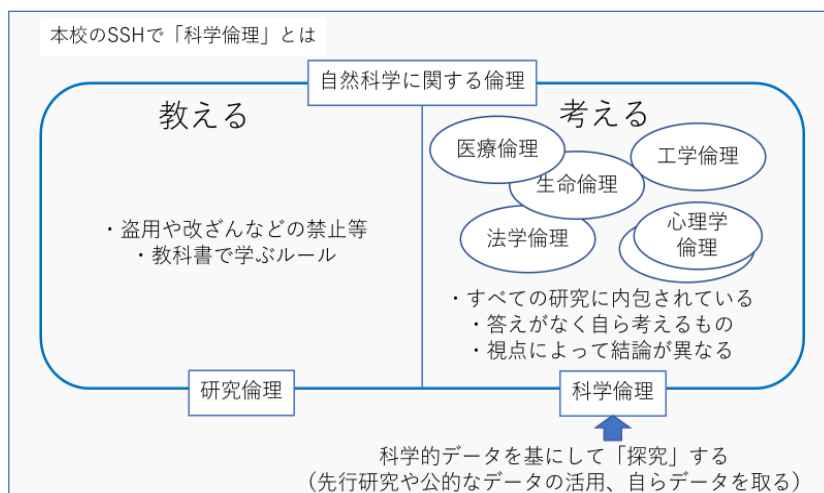 本校のSSHで「科学倫理」とは
自然科学に関する倫理
教える
・盗用や改ざんなどの禁止等
・教科書で学ぶルール
研究倫理
考える
医療倫理
工学倫理
生命倫理
法学倫理
心理学
倫理
・すべての研究に内包されている
・答えがなく自ら考えるもの
・視点によって結論が異なる
科学倫理
科学的データを基にして「探究」する
（先行研究や公的なデータの活用、自らデータを取る）